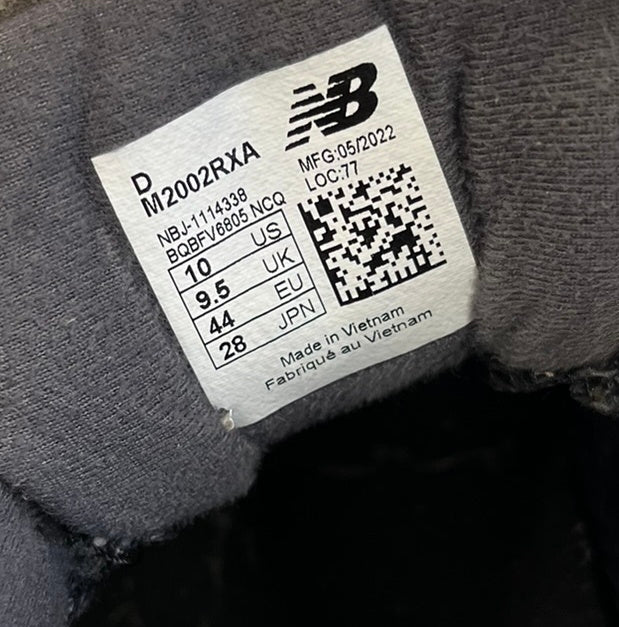 NB
D
M2002RXA
MFG:05/2022
LOC:77
NBJ-1114338
BQBFV6805 NCQ
10 US
9.5 UK
44 EU
28 JPN
Made in Vietnam
Fabriqué au Vietnam